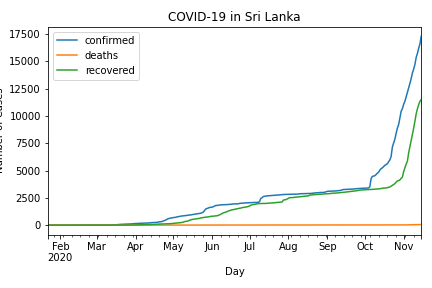 COVID-19 in Sri Lanka
17500
15000
12500
10000
7500
5000
2500
0
confirmed
deaths
recovered
Feb Mar Apr May Jun Jul Aug Sep Oct Nov
2020
Day